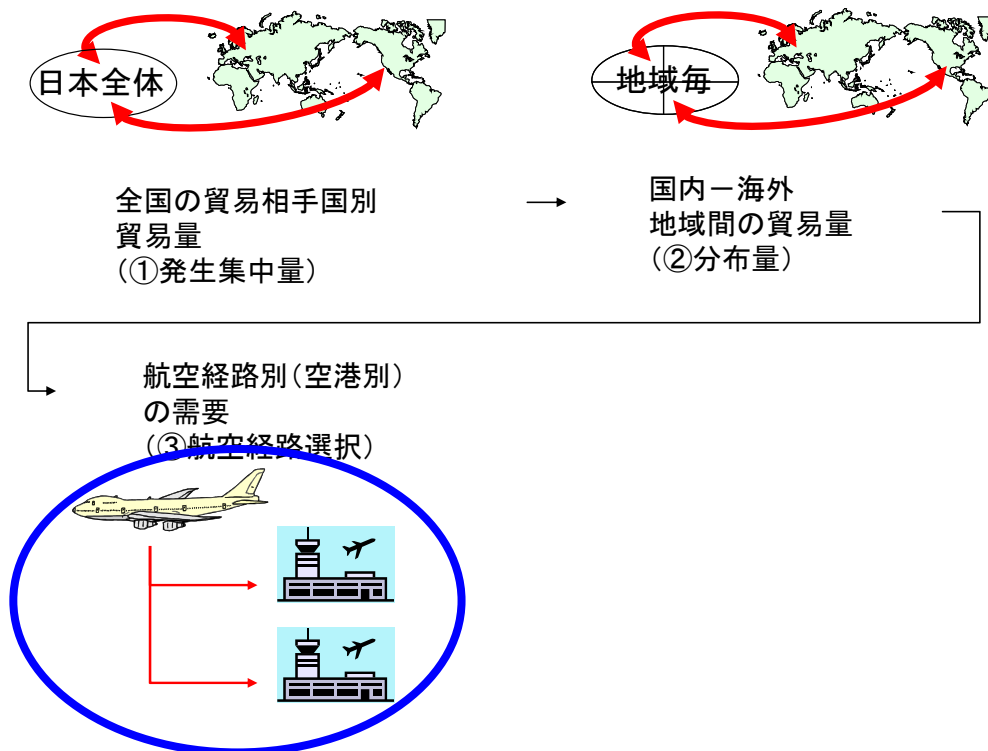 日本全体
全国の貿易相手国別
貿易量
(①発生集中量)
地域毎
国内－海外
地域間の貿易量
(②分布量)
航空経路別(空港別)
の需要
(③航空経路選択)